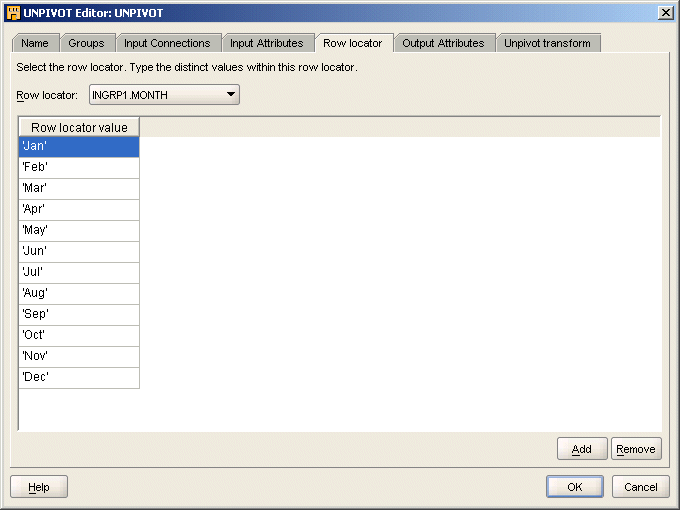 UNPIVOT Editor: UNPIVOT
Name Groups Input Connections Input Attributes Row locator Output Attributes Unpivot transform
Select the row locator. Type the distinct values within this row locator.
Row locator: INGRP1.MONTH
Row locator value
'Jan'
'Feb'
'Mar'
'Apr'
'May'
'Jun'
'Jul'
'Aug'
'Sep'
'Oct'
'Nov'
'Dec'
Add Remove
Help OK Cancel